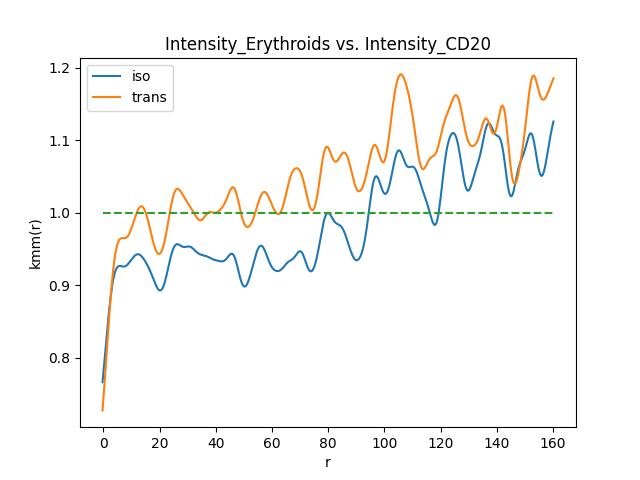 Intensity_Erythroids vs. Intensity_CD20
iso
trans
1.2
1.1
1.0
0.9
0.8
kmm(r)
0 20 40 60 80 100 120 140 160
r